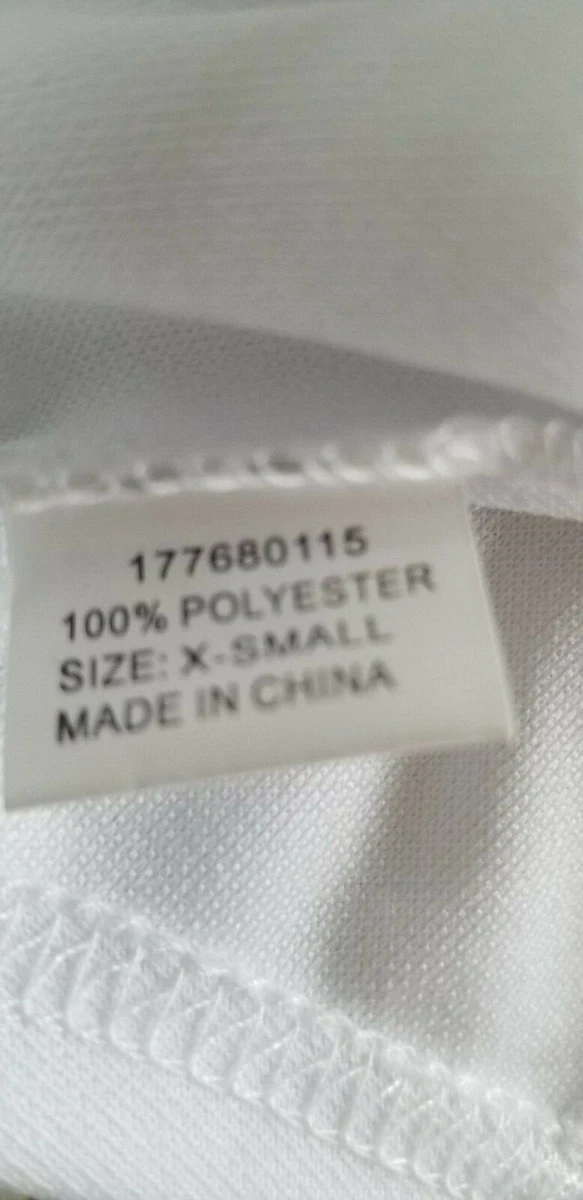 177680115
100% POLYESTER
SIZE: X-SMALL
MADE IN CHINA